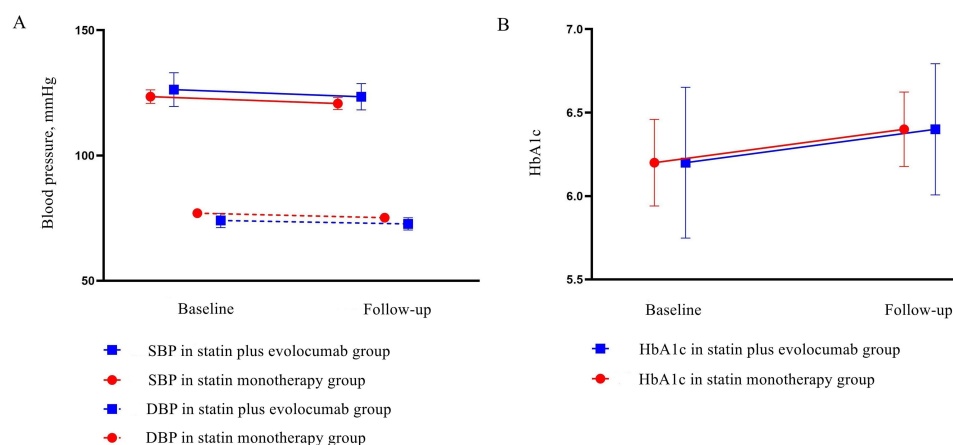 A
Blood pressure, mmHg
150
100
50
Baseline Follow-up
SBP in statin plus evolocumab group
SBP in statin monotherapy group
DBP in statin plus evolocumab group
DBP in statin monotherapy group
B
HbA1c
7.0
6.5
6.0
5.5
Baseline Follow-up
HbA1c in statin plus evolocumab group
HbA1c in statin monotherapy group